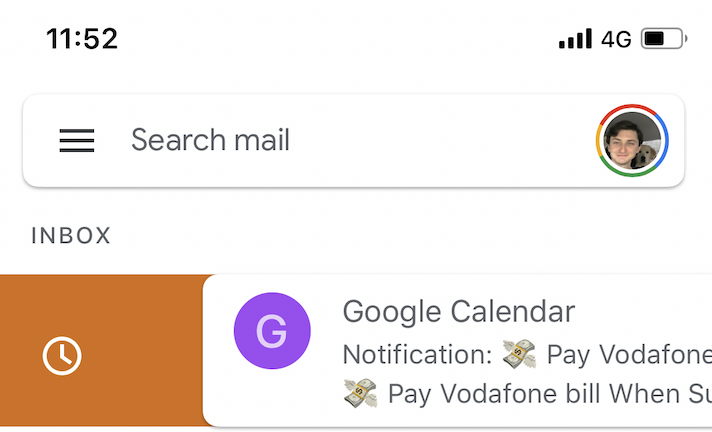 11:52 4G
Search mail
INBOX
G
Google Calendar
Notification: 💸 Pay Vodafone
💸 Pay Vodafone bill When Su